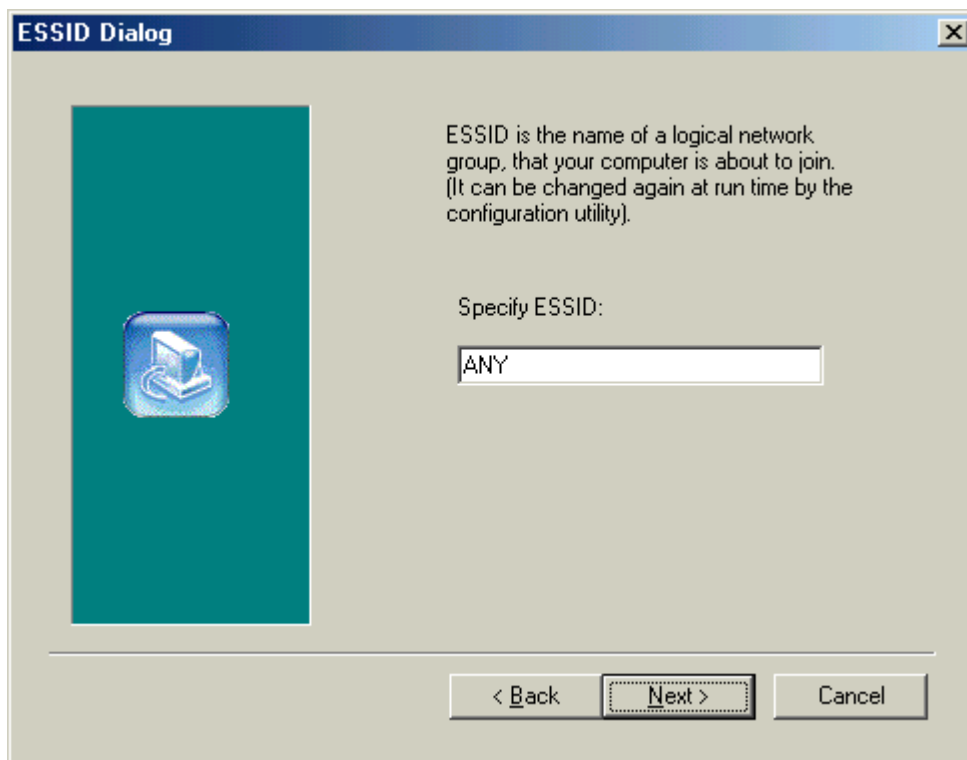 ESSID Dialog
ESSID is the name of a logical network
group, that your computer is about to join.
(It can be changed again at run time by the
configuration utility).
Specify ESSID:
ANY
< Back
Next >
Cancel